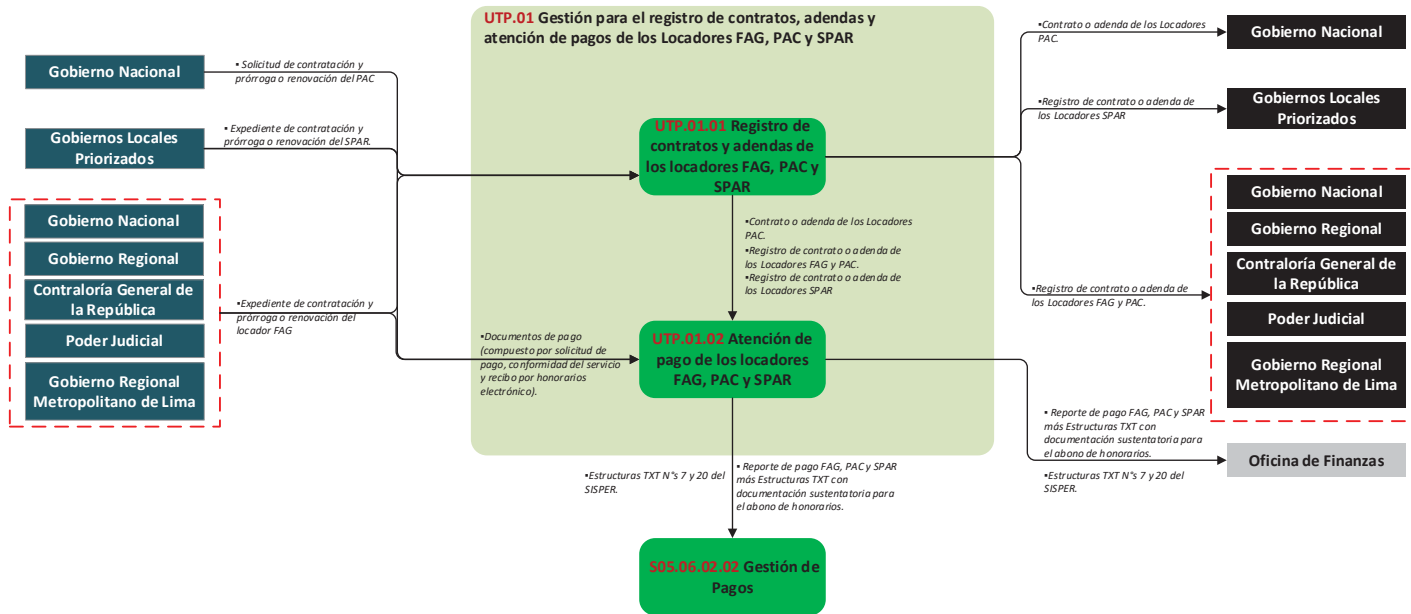 UTP.01 Gestión para el registro de contratos, adendas y
atención de pagos de los Locadores FAG, PAC y SPAR
Gobierno Nacional
▪Solicitud de contratación y
prórroga o renovación del PAC
Gobiernos Locales
Priorizados
▪ Expediente de contratación y
prórroga o renovación del SPAR.
Gobierno Nacional
Gobierno Regional
Contraloría General de
la República
Poder Judicial
Gobierno Regional
Metropolitano de Lima
▪Expediente de contratación y
prórroga o renovación del
locador FAG
UTP.01.01 Registro de
contratos y adendas de
los locadores FAG, PAC y
SPAR
▪Contrato o adenda de los Locadores
PAC.
▪Registro de contrato o adenda de
los Locadores FAG y PAC.
▪Registro de contrato o adenda de
los Locadores SPAR
▪Documentos de pago
(compuesto por solicitud de
pago, conformidad del servicio
y recibo por honorarios
electrónico).
UTP.01.02 Atención de
pago de los locadores
FAG, PAC y SPAR
▪Estructuras TXT N°s 7 y 20 del
SISPER.
▪ Reporte de pago FAG, PAC y SPAR
más Estructuras TXT con
documentación sustentatoria para
el abono de honorarios.
S05.06.02.02 Gestión de
Pagos
▪Contrato o adenda de los Locadores
PAC.
Gobierno Nacional
▪Registro de contrato o adenda de
los Locadores SPAR
Gobiernos Locales
Priorizados
▪Registro de contrato o adenda de
los Locadores FAG y PAC.
Gobierno Nacional
Gobierno Regional
Contraloría General de
la República
Poder Judicial
Gobierno Regional
Metropolitano de Lima
▪ Reporte de pago FAG, PAC y SPAR
más Estructuras TXT con
documentación sustentatoria para
el abono de honorarios.
▪Estructuras TXT N°s 7 y 20 del
SISPER.
Oficina de Finanzas